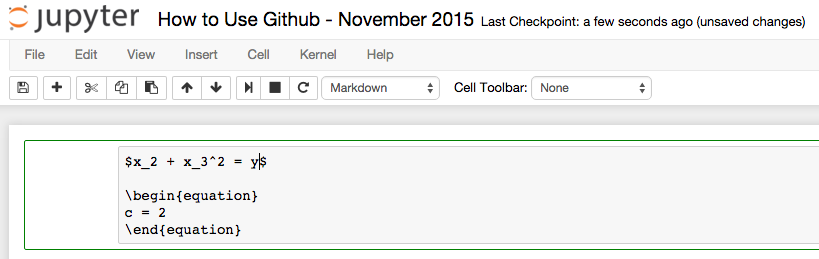 jupyter How to Use Github - November 2015 Last Checkpoint: a few seconds ago (unsaved changes)
File Edit View Insert Cell Kernel Help
Markdown Cell Toolbar: None
$x_2 + x_3^2 = y$
\begin{equation}
c = 2
\end{equation}